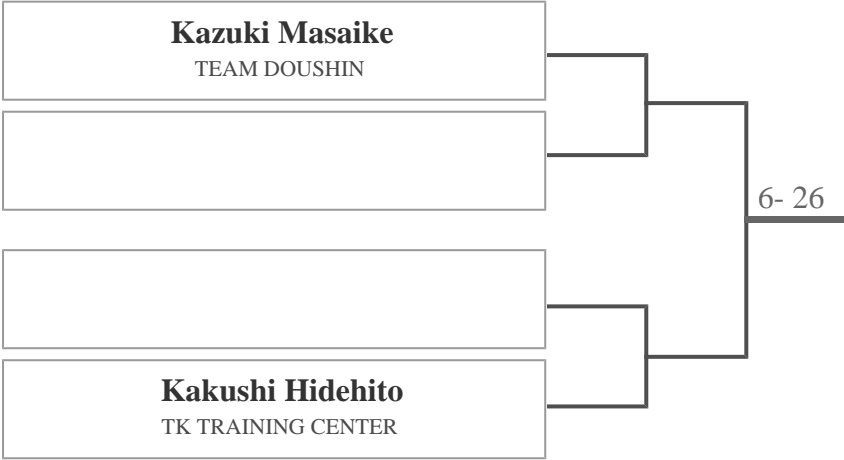 Kazuki Masaike
TEAM DOUSHIN
6- 26
Kakushi Hidehito
TK TRAINING CENTER